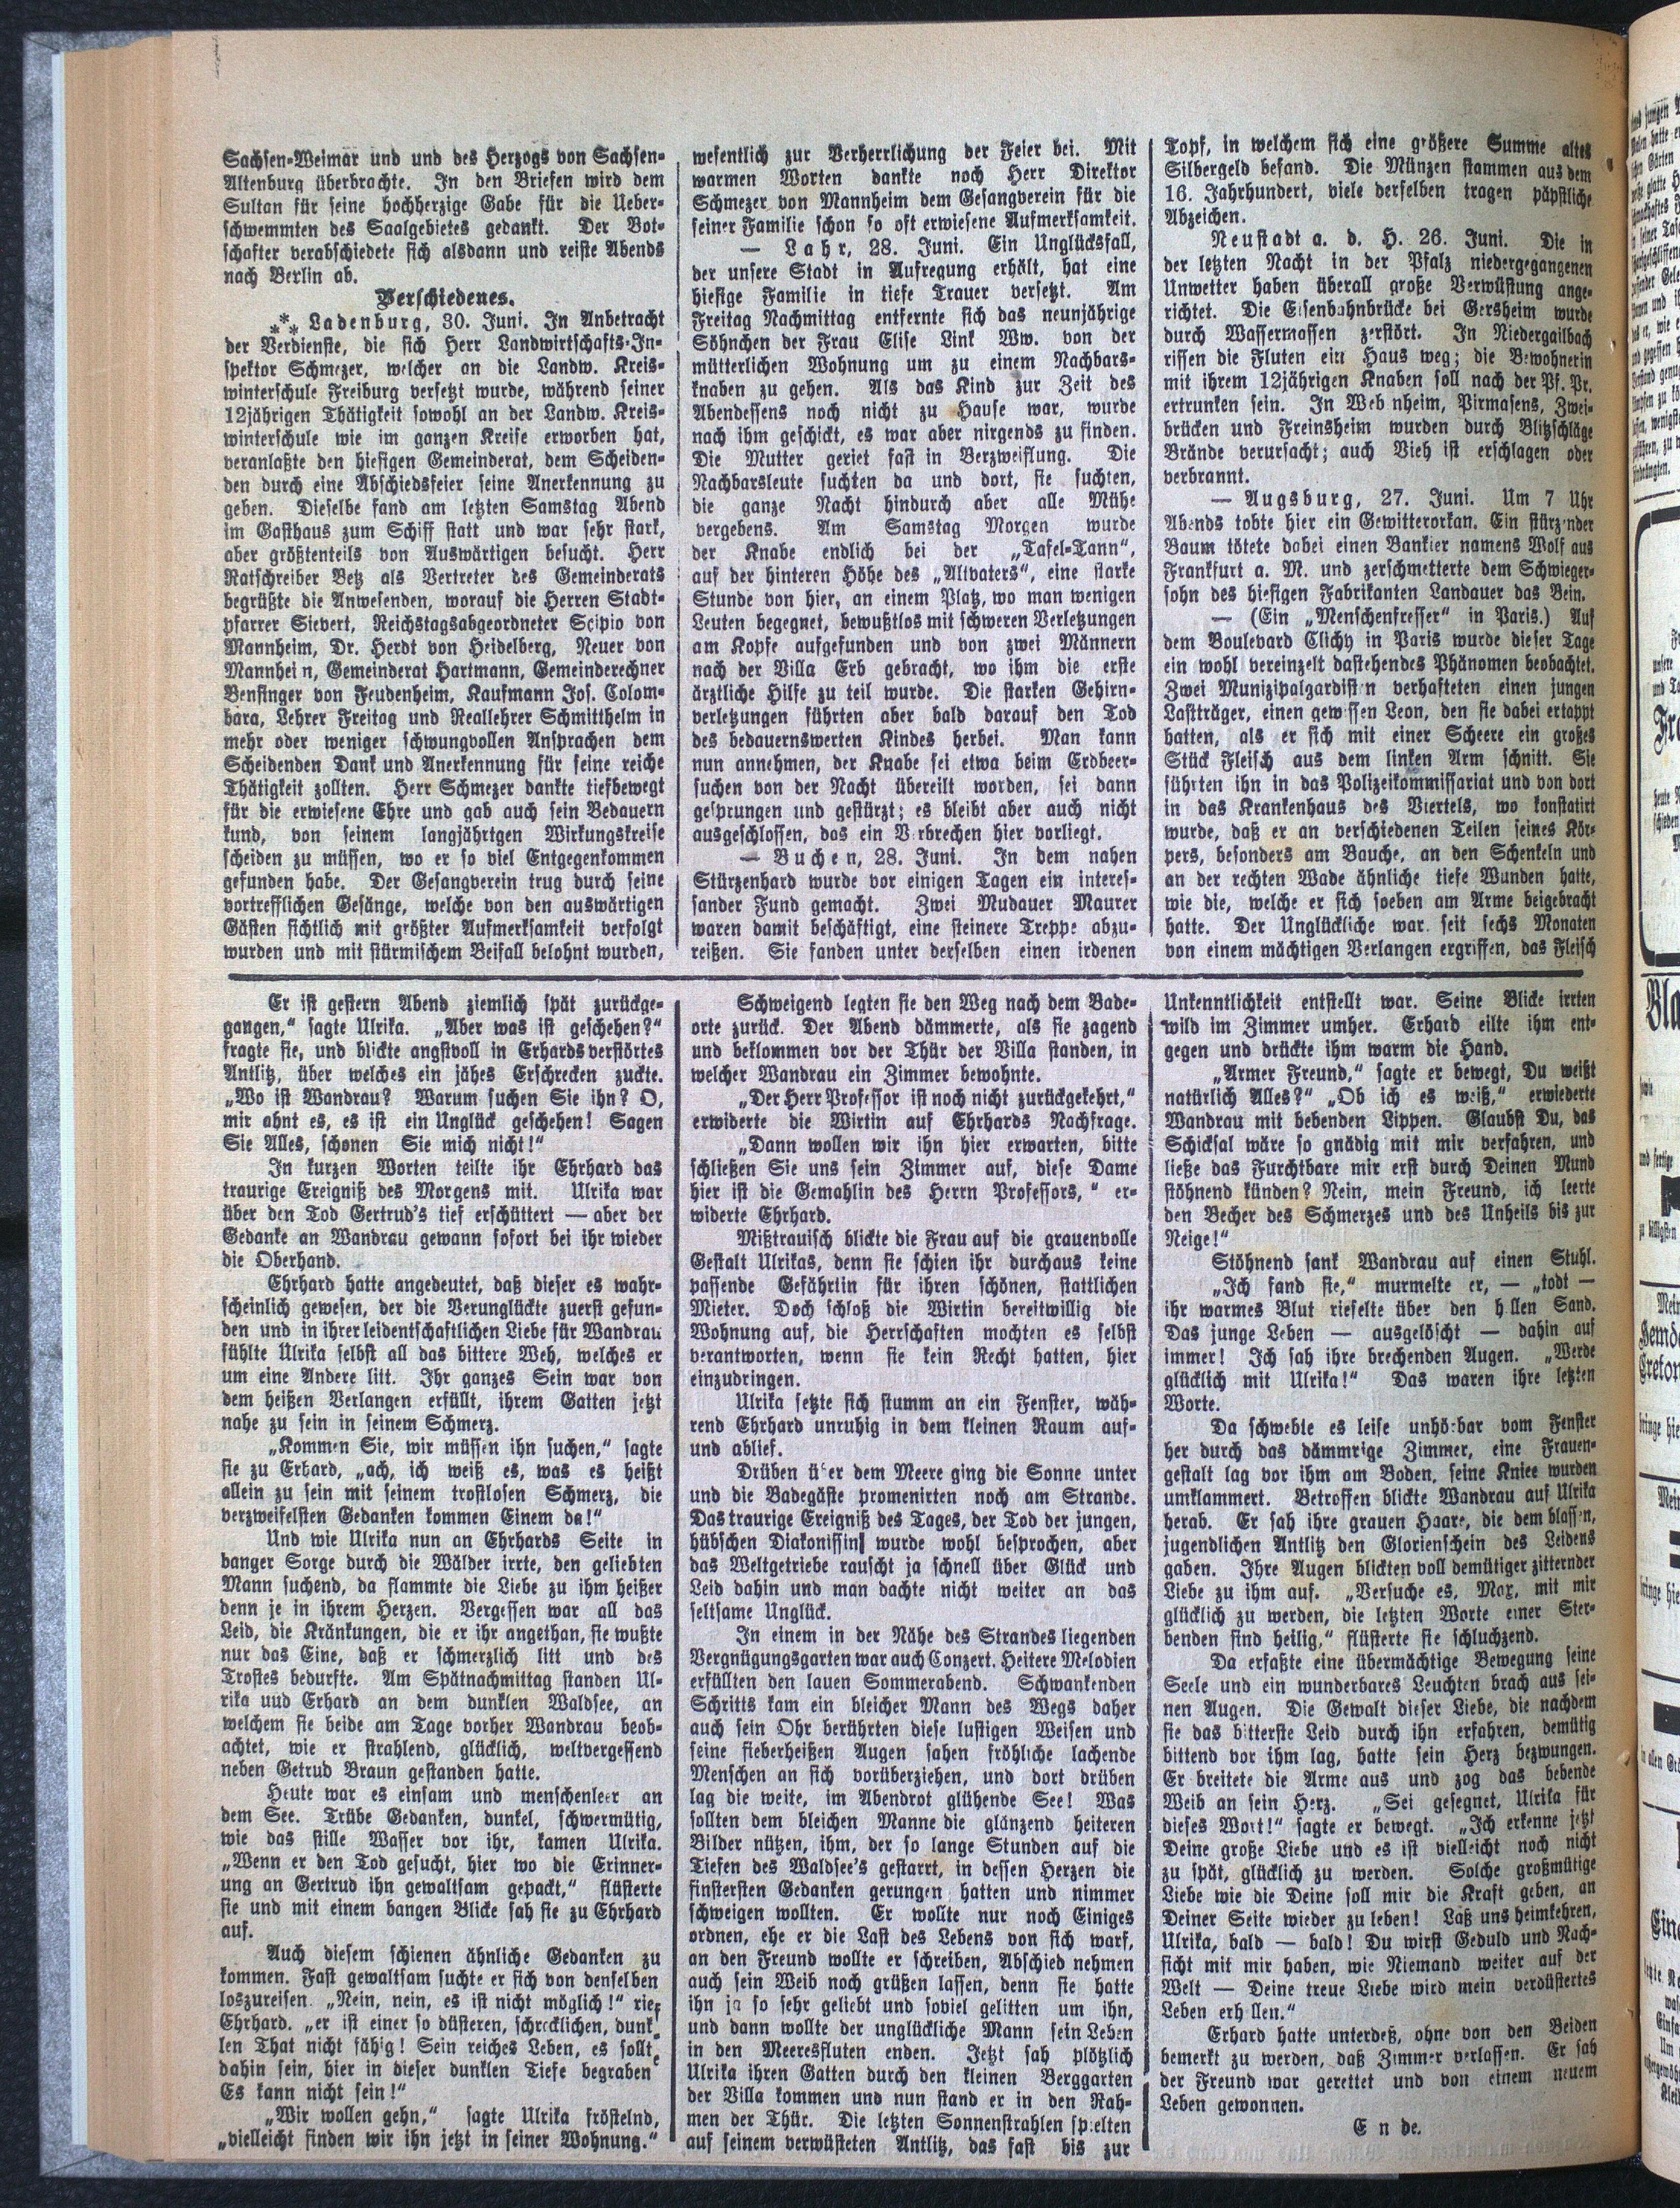 Sachsen-Weimar und und des Herzogs von Sachsen-
Altenburg überbrachte. In den Briefen wird dem
Sultan für seine hochherzige Gabe für die Ueber-
schwemmten des Saalgebietes gedankt. Der Bot-
schafter verabschiedete sich alsdann und reiste Abends
nach Berlin ab.
Verschiedenes.
*** Ladenburg, 30. Juni. In Anbetracht
der Verdienste, die sich Herr Landwirtschafts-In-
spektor Schmezer, welcher an die Landw. Kreis-
winterschule Freiburg versetzt wurde, während seiner
12jährigen Thätigkeit sowohl an der Landw. Kreis-
winterschule wie im ganzen Kreise erworben hat,
veranlaßte den hiesigen Gemeinderat, dem Scheiden-
den durch eine Abschiedsfeier seine Anerkennung zu
geben. Dieselbe fand am letzten Samstag Abend
im Gasthaus zum Schiff statt und war sehr stark,
aber größtenteils von Auswärtigen besucht. Herr
Ratschreiber Betz als Vertreter des Gemeinderats
begrüßte die Anwesenden, worauf die Herren Stadt-
pfarrer Sievert, Reichstagsabgeordneter Scipio von
Mannheim, Dr. Herdt von Heidelberg, Neuer von
Mannhei n, Gemeinderat Hartmann, Gemeinderechner
Bensinger von Feudenheim, Kaufmann Jos. Colom-
bara, Lehrer Freitag und Reallehrer Schmitthelm in
mehr oder weniger schwungvollen Ansprachen dem
Scheidenden Dank und Anerkennung für seine reiche
Thätigkeit zollten. Herr Schmezer dankte tiefbewegt
für die erwiesene Ehre und gab auch sein Bedauern
kund, von seinem langjährtgen Wirkungskreise
scheiden zu müssen, wo er so viel Entgegenkommen
gefunden habe. Der Gesangverein trug durch seine
vortrefflichen Gesänge, welche von den auswärtigen
Gästen sichtlich mit größter Aufmerksamkeit verfolgt
wurden und mit stürmischem Beifall belohnt wurden,
wesentlich zur Verherrlichung der Feier bei. Mit
warmen Worten dankte noch Herr Direktor
Schmezer von Mannheim dem Gesangverein für die
seiner Familie schon so oft erwiesene Aufmerksamkeit.
— Lahr, 28. Juni. Ein Unglücksfall,
der unsere Stadt in Aufregung erhält, hat eine
hiesige Familie in tiefe Trauer versetzt. Am
Freitag Nachmittag entfernte sich das neunjährige
Söhnchen der Frau Elise Link Ww. von der
mütterlichen Wohnung um zu einem Nachbars-
knaben zu gehen. Als das Kind zur Zeit des
Abendessens noch nicht zu Hause war, wurde
nach ihm geschickt, es war aber nirgends zu finden.
Die Mutter geriet fast in Verzweiflung. Die
Nachbarsleute suchten da und dort, sie suchten,
die ganze Nacht hindurch aber alle Mühe
vergebens. Am Samstag Morgen wurde
der Knabe endlich bei der „Tafel-Tann“,
auf der hinteren Höhe des „Altvaters“, eine starke
Stunde von hier, an einem Platz, wo man wenigen
Leuten begegnet, bewußtlos mit schweren Verletzungen
am Kopfe aufgefunden und von zwei Männern
nach der Villa Erb gebracht, wo ihm die erste
ärztliche Hilfe zu teil wurde. Die starken Gehirn-
verletzungen führten aber bald darauf den Tod
des bedauernswerten Kindes herbei. Man kann
nun annehmen, der Knabe sei etwa beim Erdbeer-
suchen von der Nacht übereilt worden, sei dann
gesprungen und gestürzt; es bleibt aber auch nicht
ausgeschlossen, das ein V rbrechen hier vorliegt.
— Buchen, 28. Juni. In dem nahen
Stürzenhard wurde vor einigen Tagen ein interes-
sander Fund gemacht. Zwei Mudauer Maurer
waren damit beschäftigt, eine steinere Treppe abzu-
reißen. Sie fanden unter derselben einen irdenen
Topf, in welchem sich eine größere Summe altes
Silbergeld befand. Die Münzen stammen aus dem
16. Jahrhundert, viele derselben tragen päpstliche
Abzeichen.
Neustadt a. d. H. 26. Juni. Die in
der letzten Nacht in der Pfalz niedergegangenen
Unwetter haben überall große Verwüstung ange-
richtet. Die Eisenbahnbrücke bei Gersheim wurde
durch Wassermassen zerstört. In Niedergailbach
rissen die Fluten ein Haus weg; die Bewohnerin
mit ihrem 12jährigen Knaben soll nach der Pf. Pr.
ertrunken sein. In Web nheim, Pirmasens, Zwei-
brücken und Freinsheim wurden durch Blitzschläge
Brände verursacht; auch Vieh ist erschlagen oder
verbrannt.
— Augsburg, 27. Juni. Um 7 Uhr
Abends tobte hier ein Gewitterorkan. Ein stürzender
Baum tötete dabei einen Bankier namens Wolf aus
Frankfurt a. M. und zerschmetterte dem Schwieger-
sohn des hiesigen Fabrikanten Landauer das Bein.
— (Ein „Menschenfresser“ in Paris.) Auf
dem Boulevard Clichy in Paris wurde dieser Tage
ein wohl vereinzelt dastehendes Phänomen beobachtet.
Zwei Munizipalgardisten verhafteten einen jungen
Lastträger, einen gewissen Leon, den sie dabei ertappt
hatten, als er sich mit einer Scheere ein großes
Stück Fleisch aus dem linken Arm schnitt. Sie
führten ihn in das Polizeikommissariat und von dort
in das Krankenhaus des Viertels, wo konstatirt
wurde, daß er an verschiedenen Teilen seines Kör-
pers, besonders am Bauche, an den Schenkeln und
an der rechten Wade ähnliche tiefe Wunden hatte,
wie die, welche er sich soeben am Arme beigebracht
hatte. Der Unglückliche war seit sechs Monaten
von einem mächtigen Verlangen ergriffen, das Fleisch
Er ist gestern Abend ziemlich spät zurückge-
gangen,“ sagte Ulrika. „Aber was ist geschehen?“
fragte sie, und blickte angstvoll in Erhards verstörtes
Antlitz, über welches ein jähes Erschrecken zuckte.
„Wo ist Wandrau? Warum suchen Sie ihn? O,
mir ahnt es, es ist ein Unglück geschehen! Sagen
Sie Alles, schonen Sie mich nicht!“
In kurzen Worten teilte ihr Ehrhard das
traurige Ereigniß des Morgens mit. Ulrika war
über den Tod Gertrud's tief erschüttert — aber der
Gedanke an Wandrau gewann sofort bei ihr wieder
die Oberhand.
Ehrhard hatte angedeutet, daß dieser es wahr-
scheinlich gewesen, der die Verunglückte zuerst gefun-
den und in ihrer leidentschaftlichen Liebe für Wandrau
fühlte Ulrika selbst all das bittere Weh, welches er
um eine Andere litt. Ihr ganzes Sein war von
dem heißen Verlangen erfüllt, ihrem Gatten jetzt
nahe zu sein in seinem Schmerz.
„Kommen Sie, wir müssen ihn suchen,“ sagte
sie zu Erhard, „ach, ich weiß es, was es heißt
allein zu sein mit seinem trostlosen Schmerz, die
verzweifelsten Gedanken kommen Einem da!“
Und wie Ulrika nun an Ehrhards Seite in
banger Sorge durch die Wälder irrte, den geliebten
Mann suchend, da flammte die Liebe zu ihm heißer
denn je in ihrem Herzen. Vergessen war all das
Leid, die Kränkungen, die er ihr angethan, sie wußte
nur das Eine, daß er schmerzlich litt und des
Trostes bedurfte. Am Spätnachmittag standen Ul-
rika uud Erhard an dem dunklen Waldsee, an
welchem sie beide am Tage vorher Wandrau beob-
achtet, wie er strahlend, glücklich, weltvergessend
neben Getrud Braun gestanden hatte.
Heute war es einsam und menschenleer an
dem See. Trübe Gedanken, dunkel, schwermütig,
wie das stille Wasser vor ihr, kamen Ulrika.
„Wenn er den Tod gesucht, hier wo die Erinner-
ung an Gertrud ihn gewaltsam gepackt,“ flüsterte
sie und mit einem bangen Blicke sah sie zu Ehrhard
auf.
Auch diesem schienen ähnliche Gedanken zu
kommen. Fast gewaltsam suchte er sich von denselben
loszureisen. „Nein, nein, es ist nicht möglich!“ rief
Ehrhard. „er ist einer so düsteren, schrecklichen, dunk-
len That nicht fähig! Sein reiches Leben, es sollte
dahin sein, hier in dieser dunklen Tiefe begraben
Es kann nicht sein!“
„Wir wollen gehn,“ sagte Ulrika fröstelnd,
„vielleicht finden wir ihn jetzt in seiner Wohnung.“
Schweigend legten sie den Weg nach dem Bade-
orte zurück. Der Abend dämmerte, als sie zagend
und beklommen vor der Thür der Villa standen, in
welcher Wandrau ein Zimmer bewohnte.
„Der Herr Professor ist noch nicht zurückgekehrt,“
erwiderte die Wirtin auf Ehrhards Nachfrage.
„Dann wollen wir ihn hier erwarten, bitte
schließen Sie uns sein Zimmer auf, diese Dame
hier ist die Gemahlin des Herrn Professors,“ er-
widerte Ehrhard.
Mißtrauisch blickte die Frau auf die grauenvolle
Gestalt Ulrikas, denn sie schien ihr durchaus keine
passende Gefährtin für ihren schönen, stattlichen
Mieter. Doch schloß die Wirtin bereitwillig die
Wohnung auf, die Herrschaften mochten es selbst
verantworten, wenn sie kein Recht hatten, hier
einzudringen.
Ulrika setzte sich stumm an ein Fenster, wäh-
rend Ehrhard unruhig in dem kleinen Raum auf-
und ablief.
Drüben über dem Meere ging die Sonne unter
und die Badegäste promenirten noch am Strande.
Das traurige Ereigniß des Tages, der Tod der jungen,
hübschen Diakonissin wurde wohl besprochen, aber
das Weltgetriebe rauscht ja schnell über Glück und
Leid dahin und man dachte nicht weiter an das
seltsame Unglück.
In einem in der Nähe des Strandes liegenden
Vergnügungsgarten war auch Conzert. Heitere Melodien
erfüllten den lauen Sommerabend. Schwankenden
Schritts kam ein bleicher Mann des Wegs daher
auch sein Ohr berührten diese lustigen Weisen und
seine fieberheißen Augen sahen fröhliche lachende
Menschen an sich vorüberziehen, und dort drüben
lag die weite, im Abendrot glühende See! Was
sollten dem bleichen Manne die glänzend heiteren
Bilder nützen, ihm, der so lange Stunden auf die
Tiefen des Waldsee's gestarrt, in dessen Herzen die
finstersten Gedanken gerungen hatten und nimmer
schweigen wollten. Er wollte nur noch Einiges
ordnen, ehe er die Last des Lebens von sich warf,
an den Freund wollte er schreiben, Abschied nehmen
auch sein Weib noch grüßen lassen, denn sie hatte
ihn ja so sehr geliebt und soviel gelitten um ihn,
und dann wollte der unglückliche Mann sein Leben
in den Meeresfluten enden. Jetzt sah plötzlich
Ulrika ihren Gatten durch den kleinen Berggarten
der Villa kommen und nun stand er in den Rah-
men der Thür. Die letzten Sonnenstrahlen spielten
auf seinem verwüsteten Antlitz, das fast bis zur
Unkenntlichkeit entstellt war. Seine Blicke irrten
wild im Zimmer umher. Erhard eilte ihm ent-
gegen und drückte ihm warm die Hand.
„Armer Freund,“ sagte er bewegt, Du weißt
natürlich Alles?“ „Ob ich es weiß,“ erwiederte
Wandrau mit bebenden Lippen. Glaubst Du, das
Schicksal wäre so gnädig mit mir verfahren, und
ließe das Furchtbare mir erst durch Deinen Mund
stöhnend künden? Nein, mein Freund, ich leerte
den Becher des Schmerzes und des Unheils bis zur
Neige!“
Stöhnend sank Wandrau auf einen Stuhl.
„Ich fand sie,“ murmelte er, — „todt —
ihr warmes Blut rieselte über den h llen Sand.
Das junge Leben — ausgelöscht — dahin auf
immer! Ich sah ihre brechenden Augen. „Werde
glücklich mit Ulrika!“ Das waren ihre letzten
Worte.
Da schwebte es leise unhörbar vom Fenster
her durch das dämmrige Zimmer, eine Frauen-
gestalt lag vor ihm am Boden, seine Kniee wurden
umklammert. Betroffen blickte Wandrau auf Ulrika
herab. Er sah ihre grauen Haare, die dem blassen,
jugendlichen Antlitz den Glorienschein des Leidens
gaben. Ihre Augen blickten voll demütiger zitternder
Liebe zu ihm auf. „Versuche es, Max, mit mir
glücklich zu werden, die letzten Worte einer Ster-
benden sind heilig,“ flüsterte sie schluchzend.
Da erfaßte eine übermächtige Bewegung seine
Seele und ein wunderbares Leuchten brach aus sei-
nen Augen. Die Gewalt dieser Liebe, die nachdem
sie das bitterste Leid durch ihn erfahren, demütig
bittend vor ihm lag, hatte sein Herz bezwungen.
Er breitete die Arme aus und zog das bebende
Weib an sein Herz. „Sei gesegnet, Ulrika für
dieses Wort!“ sagte er bewegt. „Ich erkenne jetzt
Deine große Liebe und es ist vielleicht noch nicht
zu spät, glücklich zu werden. Solche großmütige
Liebe wie die Deine soll mir die Kraft geben, an
Deiner Seite wieder zu leben! Laß uns heimkehren,
Ulrika, bald — bald! Du wirst Geduld und Nach-
sicht mit mir haben, wie Niemand weiter auf der
Welt — Deine treue Liebe wird mein verdüstertes
Leben erh llen.“
Erhard hatte unterdeß, ohne von den Beiden
bemerkt zu werden, daß Zimmer verlassen. Er sah
der Freund war gerettet und von einem neuem
Leben gewonnen.
Ende.